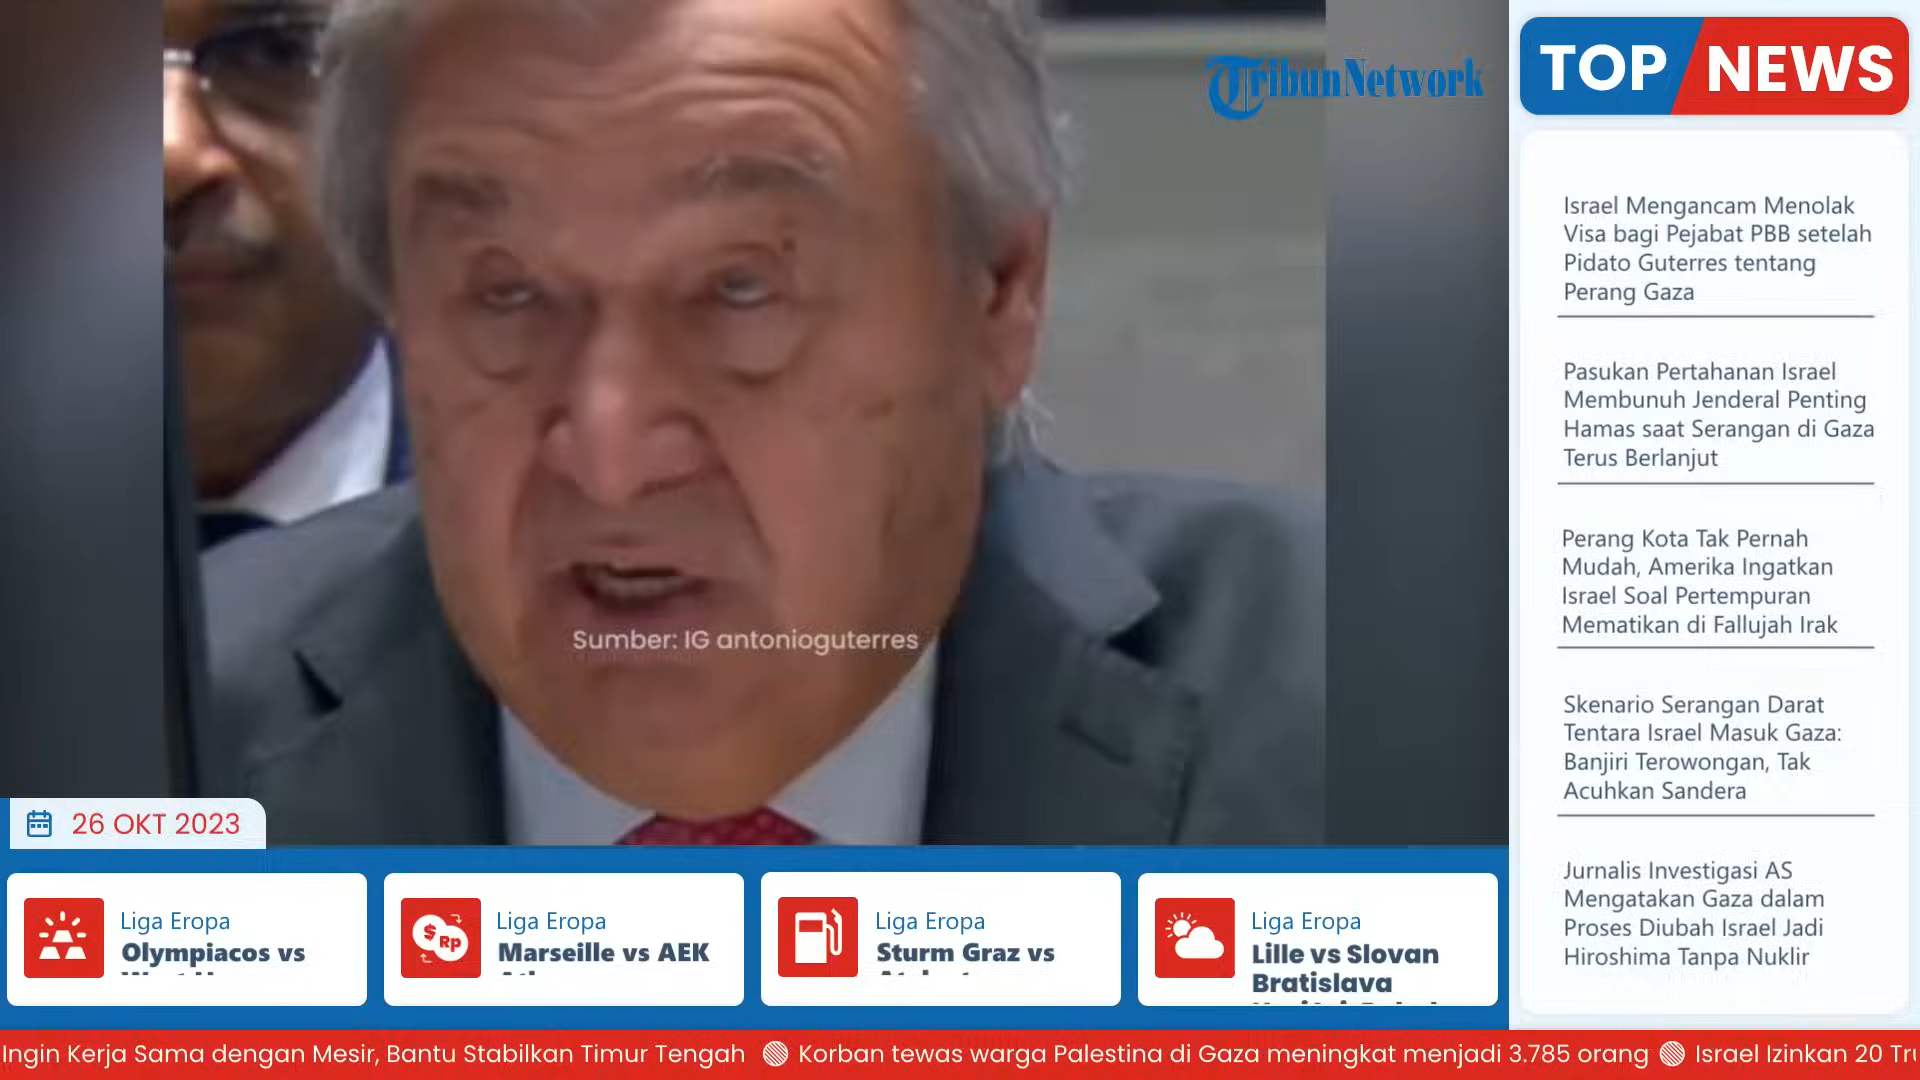 TribunNetwork
TOP NEWS
Israel Mengancam Menolak
Visa bagi Pejabat PBB setelah
Pidato Guterres tentang
Perang Gaza
Pasukan Pertahanan Israel
Membunuh Jenderal Penting
Hamas saat Serangan di Gaza
Terus Berlanjut
Perang Kota Tak Pernah
Mudah, Amerika Ingatkan
Israel Soal Pertempuran
Mematikan di Fallujah Irak
Skenario Serangan Darat
Tentara Israel Masuk Gaza:
Banjiri Terowongan, Tak
Acuhkan Sandera
Jurnalis Investigasi AS
Mengatakan Gaza dalam
Proses Diubah Israel Jadi
Hiroshima Tanpa Nuklir
Sumber: IG antonioguterres
26 OKT 2023
Liga Eropa
Olympiacos vs
$ Rp
Liga Eropa
Marseille vs AEK
Liga Eropa
Sturm Graz vs
Liga Eropa
Lille vs Slovan
Bratislava
Ingin Kerja Sama dengan Mesir, Bantu Stabilkan Timur Tengah Korban tewas warga Palestina di Gaza meningkat menjadi 3.785 orang Israel Izinkan 20